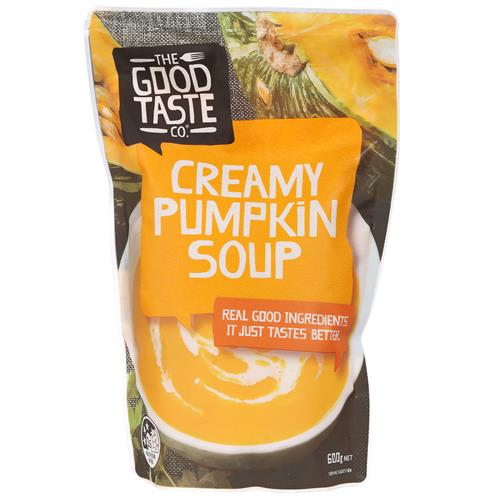 THE
GOOD
TASTE
CO.®
CREAMY
PUMPKIN
SOUP
REAL GOOD INGREDIENTS.
IT JUST TASTES BETTER.
600g NET